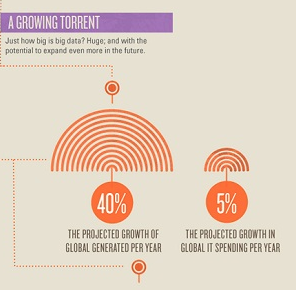 A GROWING TORRENT
Just how big is big data? Huge; and with the
potential to expand even more in the future.
40%
THE PROJECTED GROWTH OF
GLOBAL GENERATED PER YEAR
5%
THE PROJECTED GROWTH IN
GLOBAL IT SPENDING PER YEAR